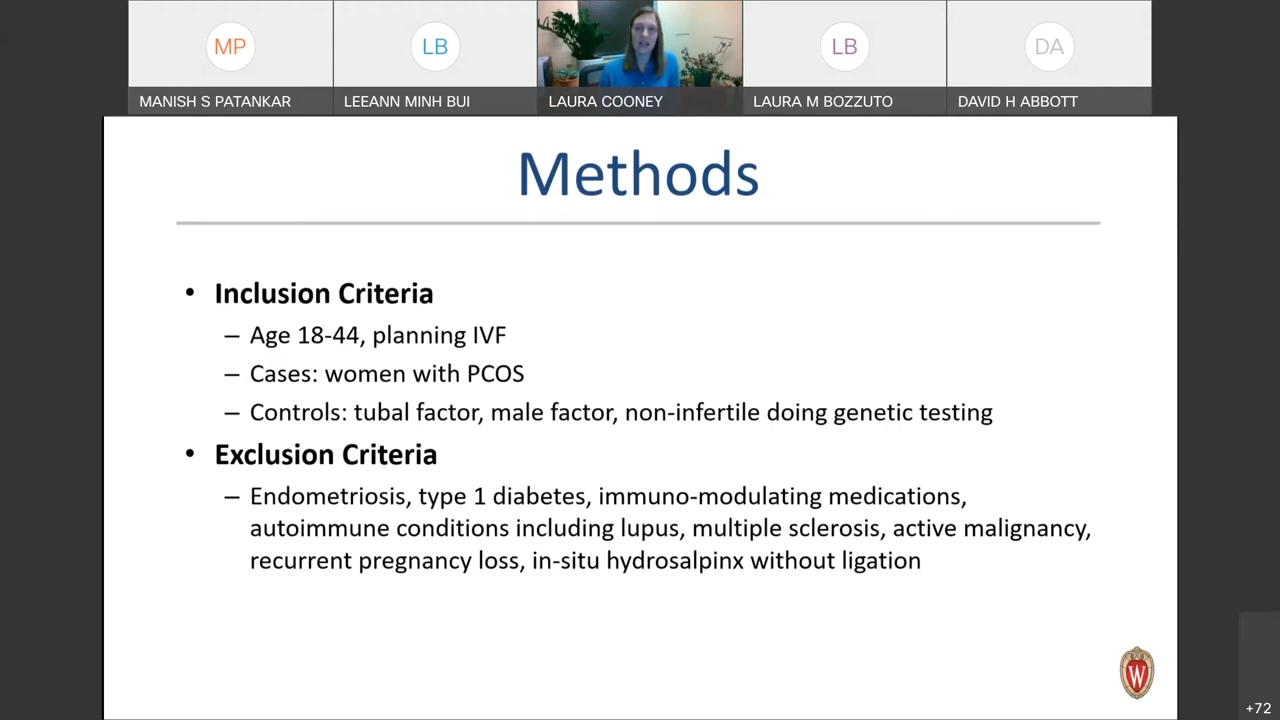 MP
LB
LB
DA
MANISH S PATANKAR
LEEANN MINH BUI
LAURA COONEY
LAURA M BOZZUTO
DAVID H ABBOTT
Methods
• Inclusion Criteria
– Age 18-44, planning IVF
– Cases: women with PCOS
– Controls: tubal factor, male factor, non-infertile doing genetic testing
• Exclusion Criteria
– Endometriosis, type 1 diabetes, immuno-modulating medications,
autoimmune conditions including lupus, multiple sclerosis, active malignancy,
recurrent pregnancy loss, in-situ hydrosalpinx without ligation
W
+72